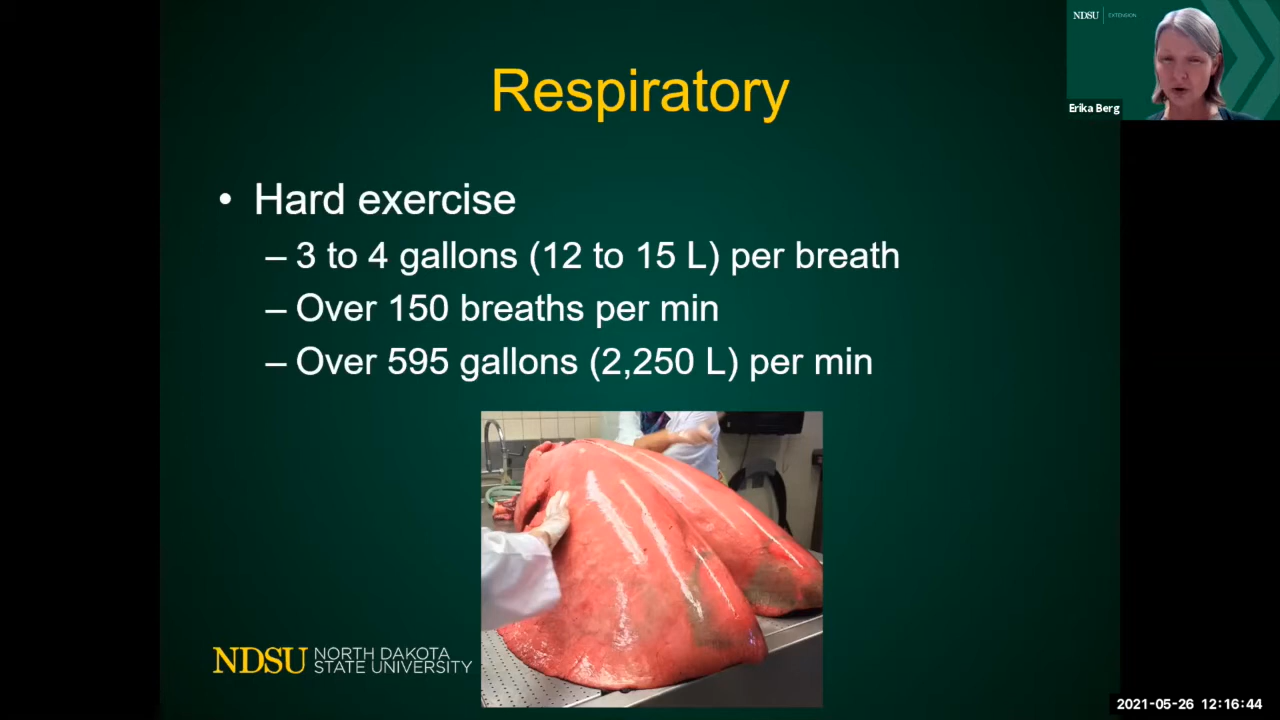 NDSU EXTENSION
Erika Berg
Respiratory
• Hard exercise
– 3 to 4 gallons (12 to 15 L) per breath
– Over 150 breaths per min
– Over 595 gallons (2,250 L) per min
NDSU NORTH DAKOTA
STATE UNIVERSITY
2021-05-26 12:16:44